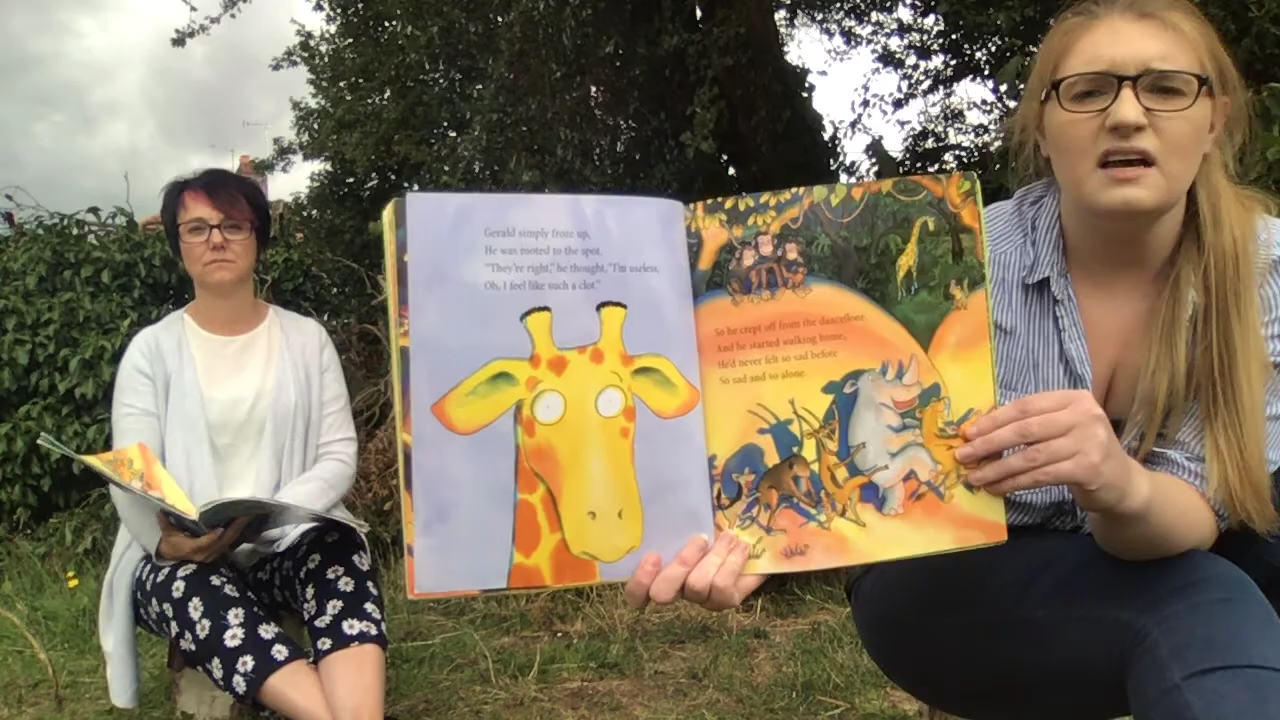 Gerald simply froze up,
He was rooted to the spot.
"They're right," he thought, "I'm useless,
Oh, I feel like such a clot."
So he crept off from the dancefloor
And he started walking home,
He'd never felt so sad before
So sad and so alone.